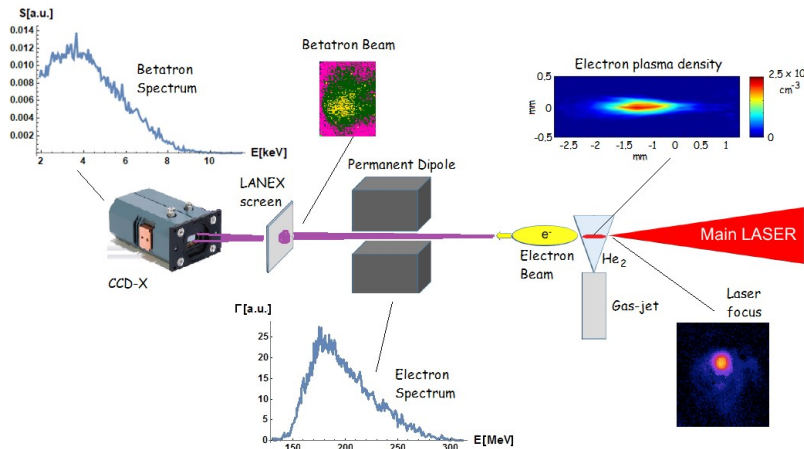 S[a.u.]
0.014
0.012
0.010
0.008
0.006
0.004
0.002
2
4
6
8
10
E[keV]
Betatron
Spectrum
Betatron Beam
Electron plasma density
0.5
0
-0.5
mm
-2.5
-2
-1.5
-1
0
0
0.5
1
mm
2.5 × 10
cm⁻³
0
LANEX
screen
Permanent Dipole
CCD-X
e⁻
Electron
Beam
He₂
Main LASER
Gas-jet
Laser
focus
Γ[a.u.]
25
20
15
10
5
0
150
200
250
300
E[MeV]
Electron
Spectrum